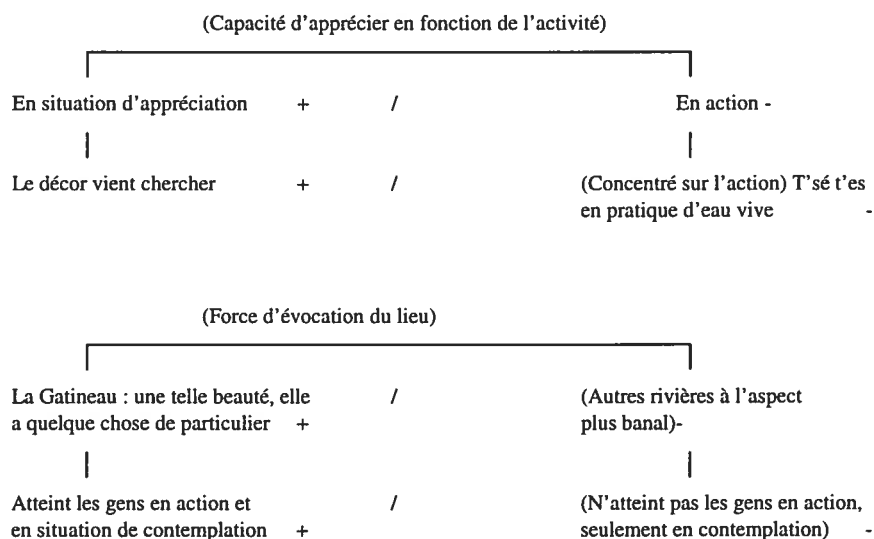 (Capacité d'apprécier en fonction de l'activité)
En situation d'appréciation + / En action -
Le décor vient chercher + / (Concentré sur l'action) T'sé t'es
en pratique d'eau vive -
(Force d'évocation du lieu)
La Gatineau : une telle beauté, elle / (Autres rivières à l'aspect
a quelque chose de particulier + plus banal)-
Atteint les gens en action et / (N'atteint pas les gens en action,
en situation de contemplation + seulement en contemplation) -